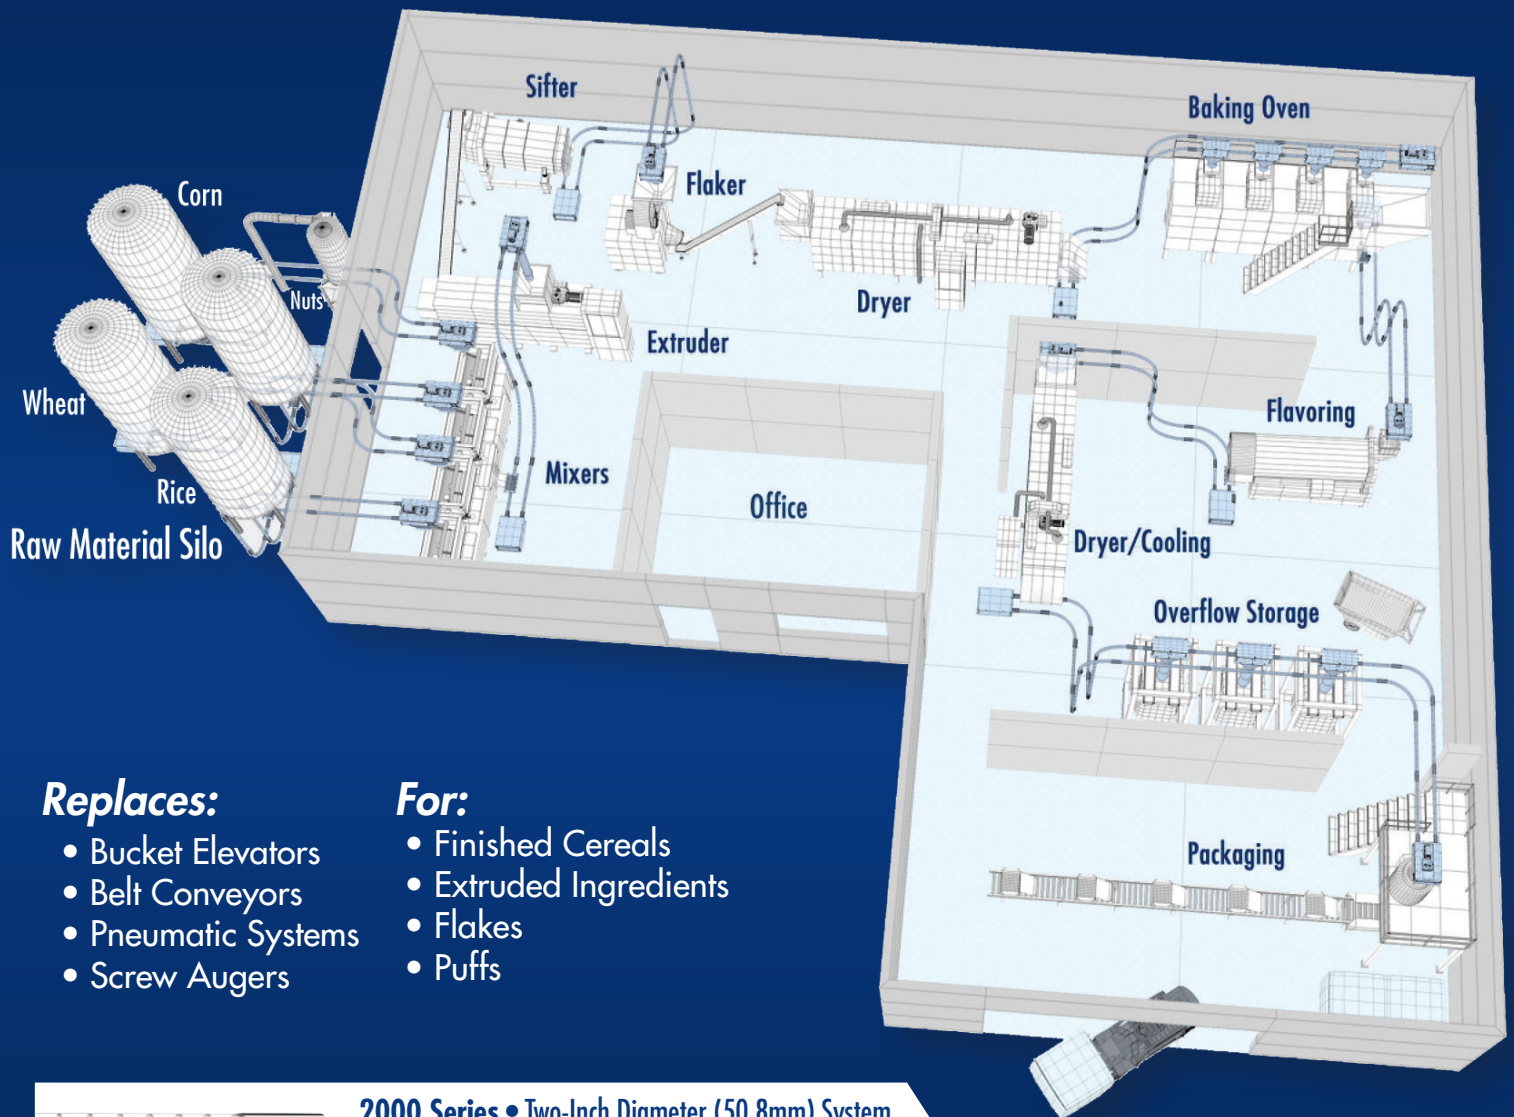 Sifter
Baking Oven
Corn
Flaker
Nuts
Dryer
Extruder
Wheat
Flavoring
Rice
Mixers
Office
Raw Material Silo
Dryer/Cooling
Overflow Storage
Packaging
Replaces:
• Bucket Elevators
• Belt Conveyors
• Pneumatic Systems
• Screw Augers
For:
• Finished Cereals
• Extruded Ingredients
• Flakes
• Puffs
2000 Series • Two-Inch Diameter (50.8mm) System